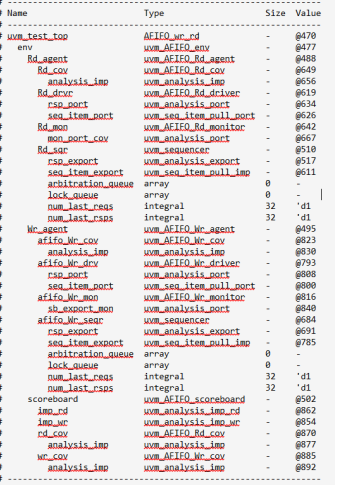 # ---------------------------------------------------------------
# Name Type Size Value
# ---------------------------------------------------------------
# uvm_test_top AFIFO_wr_rd - @470
# env uvm_AFIFO_env - @477
# Rd_agent uvm_AFIFO_Rd_agent - @488
# Rd_cov uvm_AFIFO_Rd_cov - @649
# analysis_imp uvm_analysis_imp - @656
# Rd_drvr uvm_AFIFO_Rd_driver - @619
# rsp_port uvm_analysis_port - @634
# seq_item_port uvm_seq_item_pull_port - @626
# Rd_mon uvm_AFIFO_Rd_monitor - @642
# mon_port_cov uvm_analysis_port - @667
# Rd_sqr uvm_sequencer - @510
# rsp_export uvm_analysis_export - @517
# seq_item_export uvm_seq_item_pull_imp - @611
# arbitration_queue array 0 -
# lock_queue array 0 -
# num_last_reqs integral 32 'd1
# num_last_rsps integral 32 'd1
# Wr_agent uvm_AFIFO_Wr_agent - @495
# afifo_Wr_cov uvm_AFIFO_Wr_cov - @823
# analysis_imp uvm_analysis_imp - @830
# afifo_Wr_drv uvm_AFIFO_Wr_driver - @793
# rsp_port uvm_analysis_port - @808
# seq_item_port uvm_seq_item_pull_port - @800
# afifo_Wr_mon uvm_AFIFO_Wr_monitor - @816
# sb_export_mon uvm_analysis_port - @840
# afifo_Wr_seqr uvm_sequencer - @684
# rsp_export uvm_analysis_export - @691
# seq_item_export uvm_seq_item_pull_imp - @785
# arbitration_queue array 0 -
# lock_queue array 0 -
# num_last_reqs integral 32 'd1
# num_last_rsps integral 32 'd1
# scoreboard uvm_AFIFO_scoreboard - @502
# imp_rd uvm_analysis_imp_rd - @862
# imp_wr uvm_analysis_imp_wr - @854
# rd_cov uvm_AFIFO_Rd_cov - @870
# analysis_imp uvm_analysis_imp - @877
# wr_cov uvm_AFIFO_Wr_cov - @885
# analysis_imp uvm_analysis_imp - @892
# ---------------------------------------------------------------